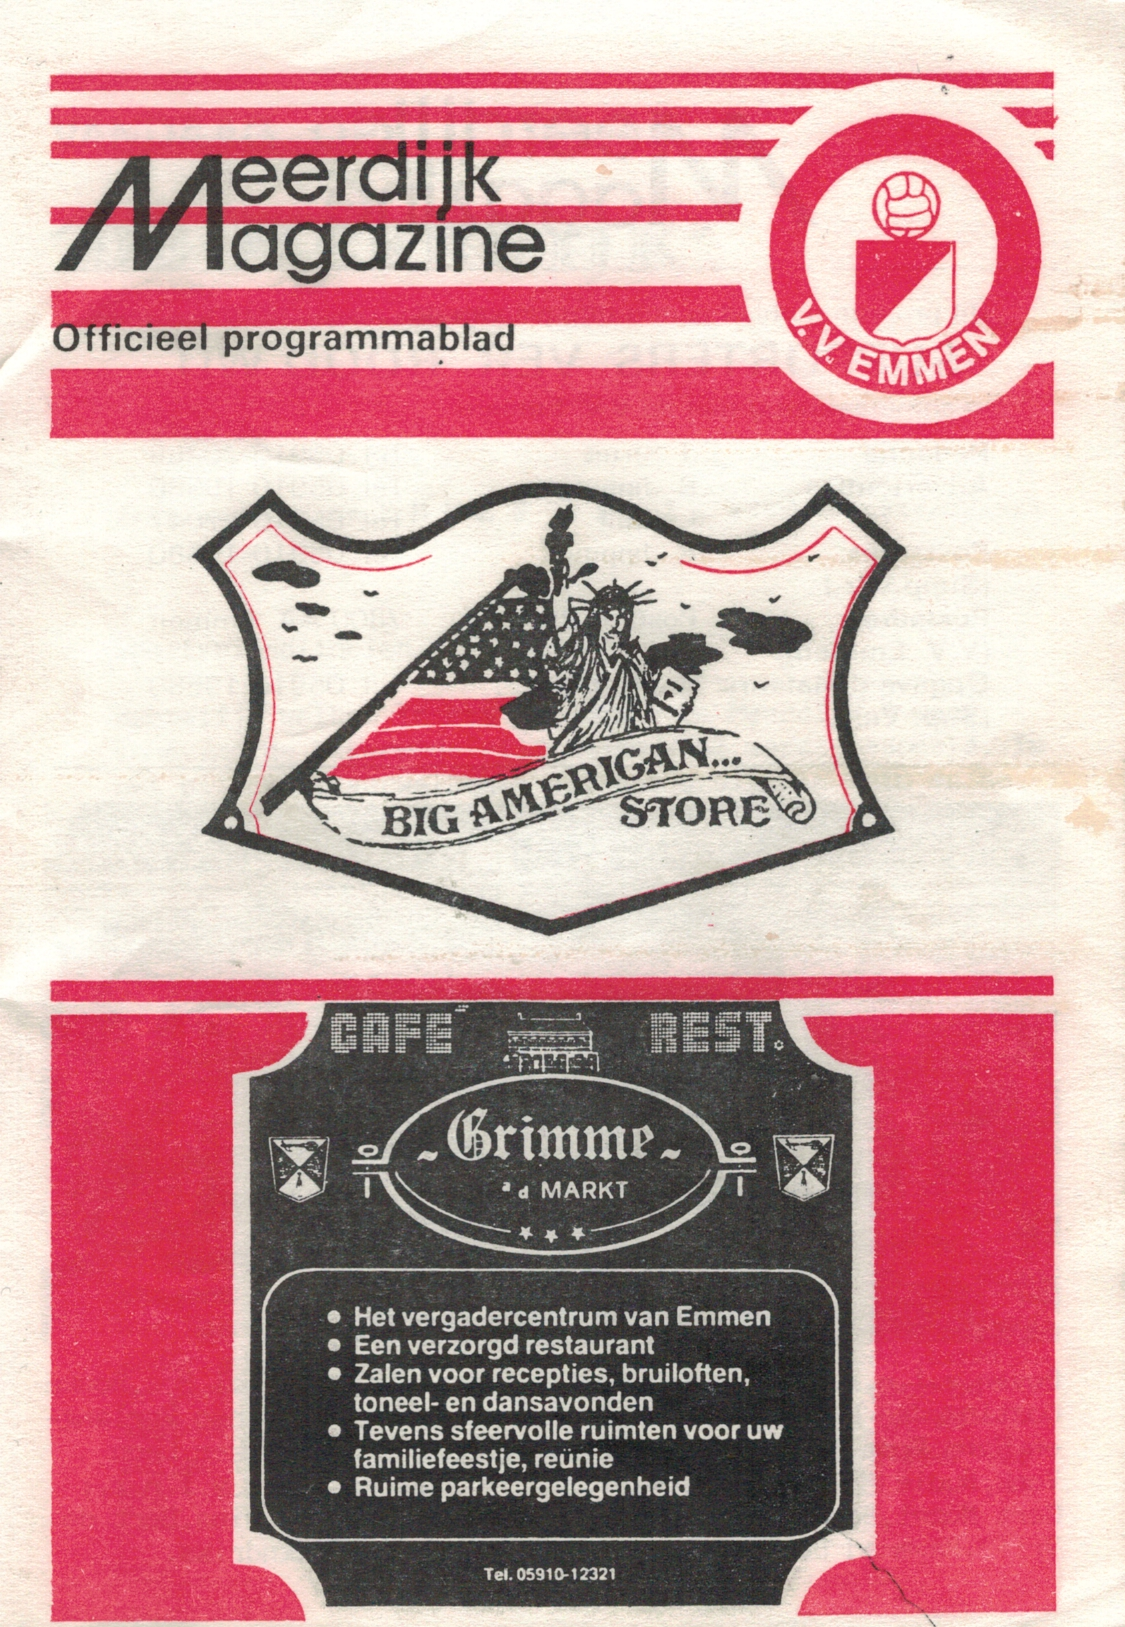 Meerdijk
Magazine
Officieel programmablad
V.V. EMMEN
BIG AMERICAN...
STORE
CAFE REST.
- Grimme -
a d MARKT
• Het vergadercentrum van Emmen
• Een verzorgd restaurant
• Zalen voor recepties, bruiloften,
toneel- en dansavonden
• Tevens sfeervolle ruimten voor uw
familiefeestje, reünie
• Ruime parkeergelegenheid
Tel. 05910-12321